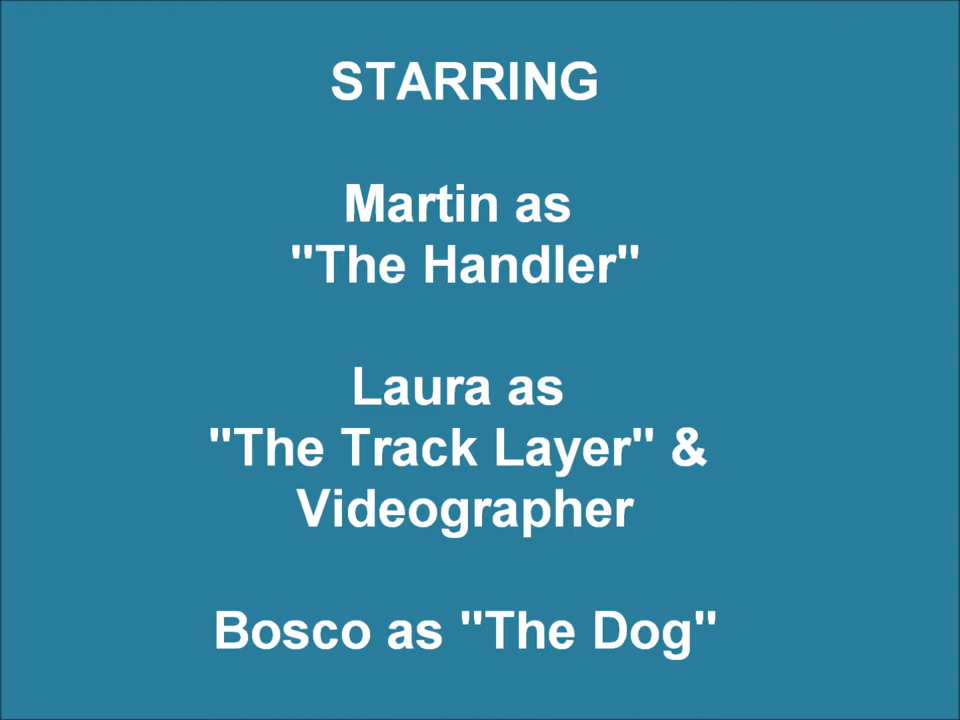 STARRING
Martin as
"The Handler"
Laura as
"The Track Layer" &
Videographer
Bosco as "The Dog"